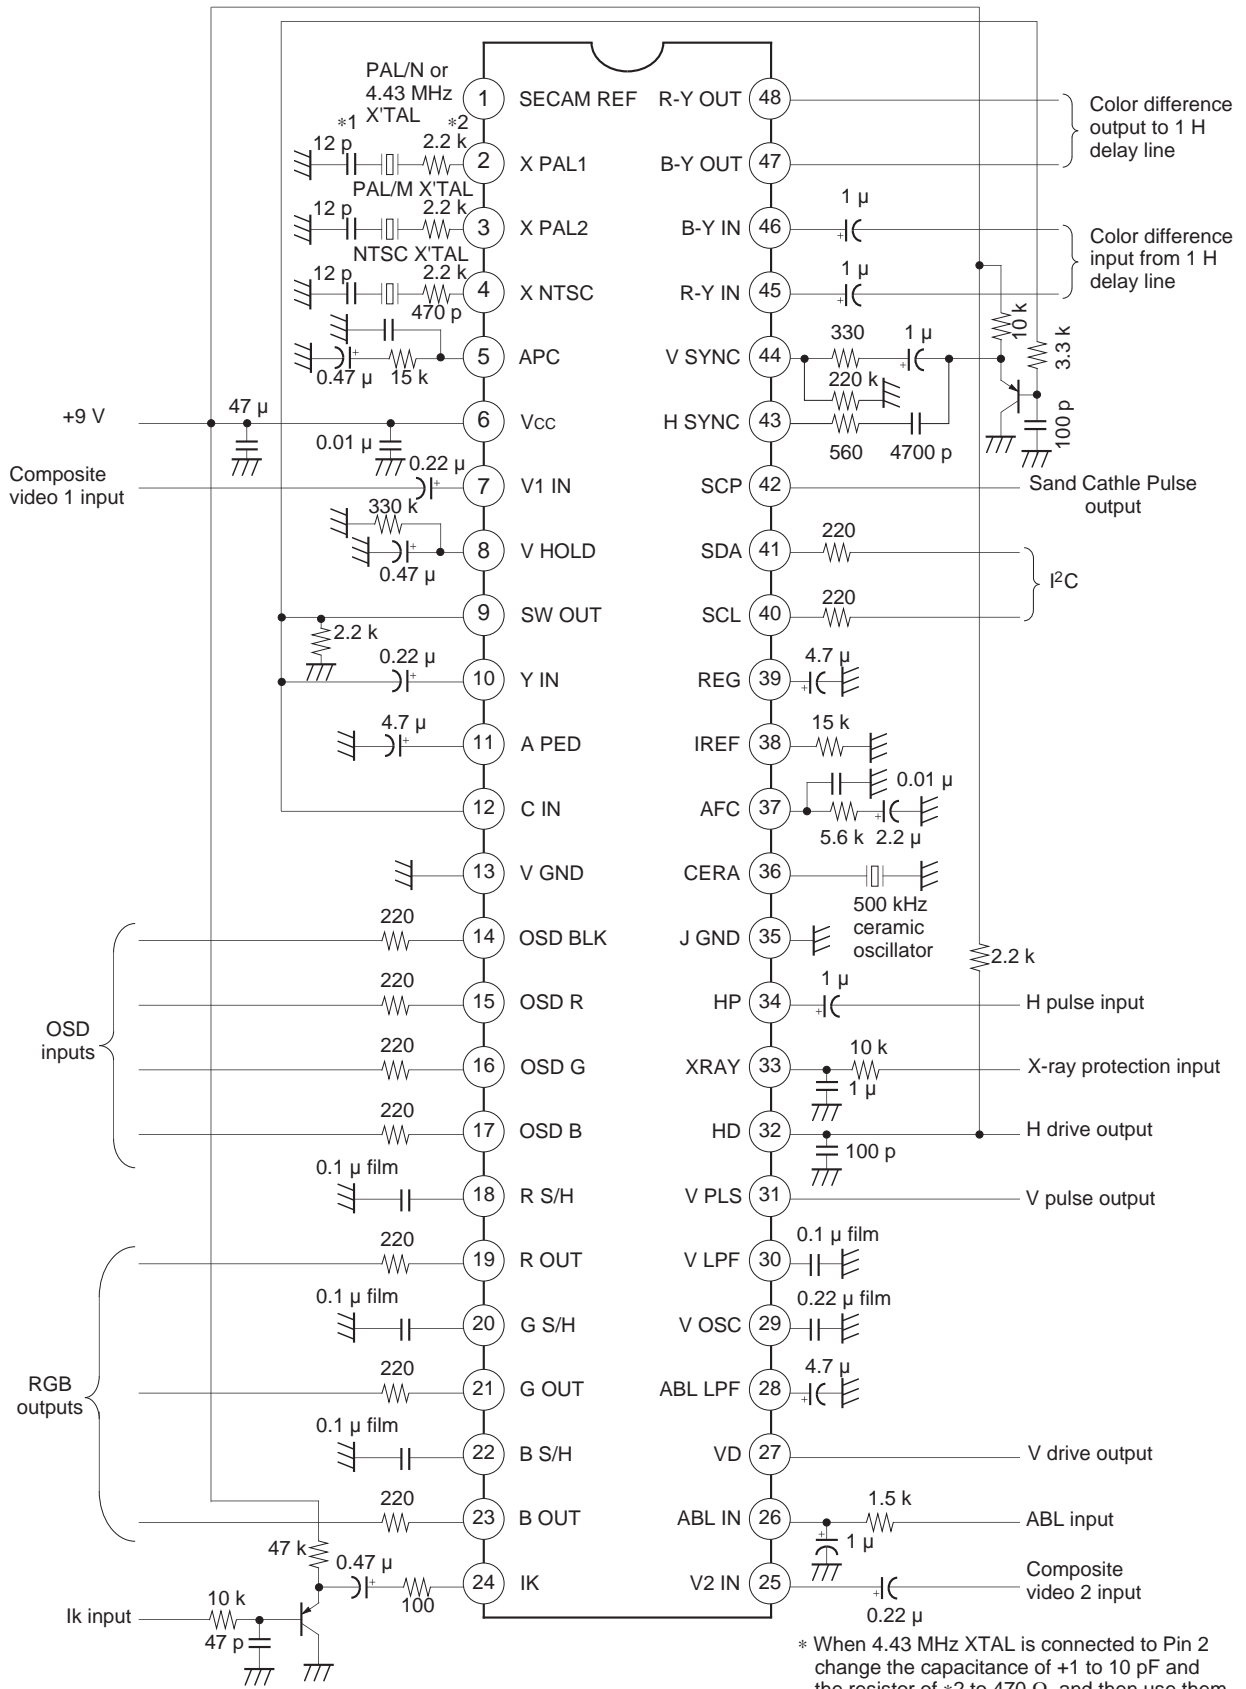 PAL/N or
4.43 MHz
X'TAL
*1
*2
12 p
2.2 k
PAL/M X'TAL
12 p
2.2 k
NTSC X'TAL
12 p
2.2 k
470 p
0.47 µ
15 k
+9 V
47 µ
0.01 µ
Composite
video 1 input
0.22 µ
330 k
0.47 µ
2.2 k
0.22 µ
4.7 µ
OSD
inputs
220
220
220
220
0.1 µ film
RGB
outputs
220
0.1 µ film
220
0.1 µ film
220
47 k
0.47 µ
100
Ik input
10 k
47 p
1 SECAM REF
2 X PAL1
3 X PAL2
4 X NTSC
5 APC
6 Vcc
7 V1 IN
8 V HOLD
9 SW OUT
10 Y IN
11 A PED
12 C IN
13 V GND
14 OSD BLK
15 OSD R
16 OSD G
17 OSD B
18 R S/H
19 R OUT
20 G S/H
21 G OUT
22 B S/H
23 B OUT
24 IK
R-Y OUT 48
B-Y OUT 47
B-Y IN 46
R-Y IN 45
V SYNC 44
H SYNC 43
SCP 42
SDA 41
SCL 40
REG 39
IREF 38
AFC 37
CERA 36
J GND 35
HP 34
XRAY 33
HD 32
V PLS 31
V LPF 30
V OSC 29
ABL LPF 28
VD 27
ABL IN 26
V2 IN 25
Color difference
output to 1 H
delay line
1 µ
Color difference
input from 1 H
delay line
1 µ
330
1 µ
10 k
3.3 k
220 k
560
4700 p
100 p
Sand Cathle Pulse
output
220
I2C
220
4.7 µ
15 k
0.01 µ
5.6 k
2.2 µ
500 kHz
ceramic
oscillator
2.2 k
1 µ
H pulse input
10 k
X-ray protection input
1 µ
H drive output
100 p
V pulse output
0.1 µ film
0.22 µ film
4.7 µ
V drive output
1.5 k
ABL input
1 µ
Composite
video 2 input
0.22 µ
* When 4.43 MHz XTAL is connected to Pin 2
change the capacitance of +1 to 10 pF and
the resistor of *2 to 470 Ω, and then use them